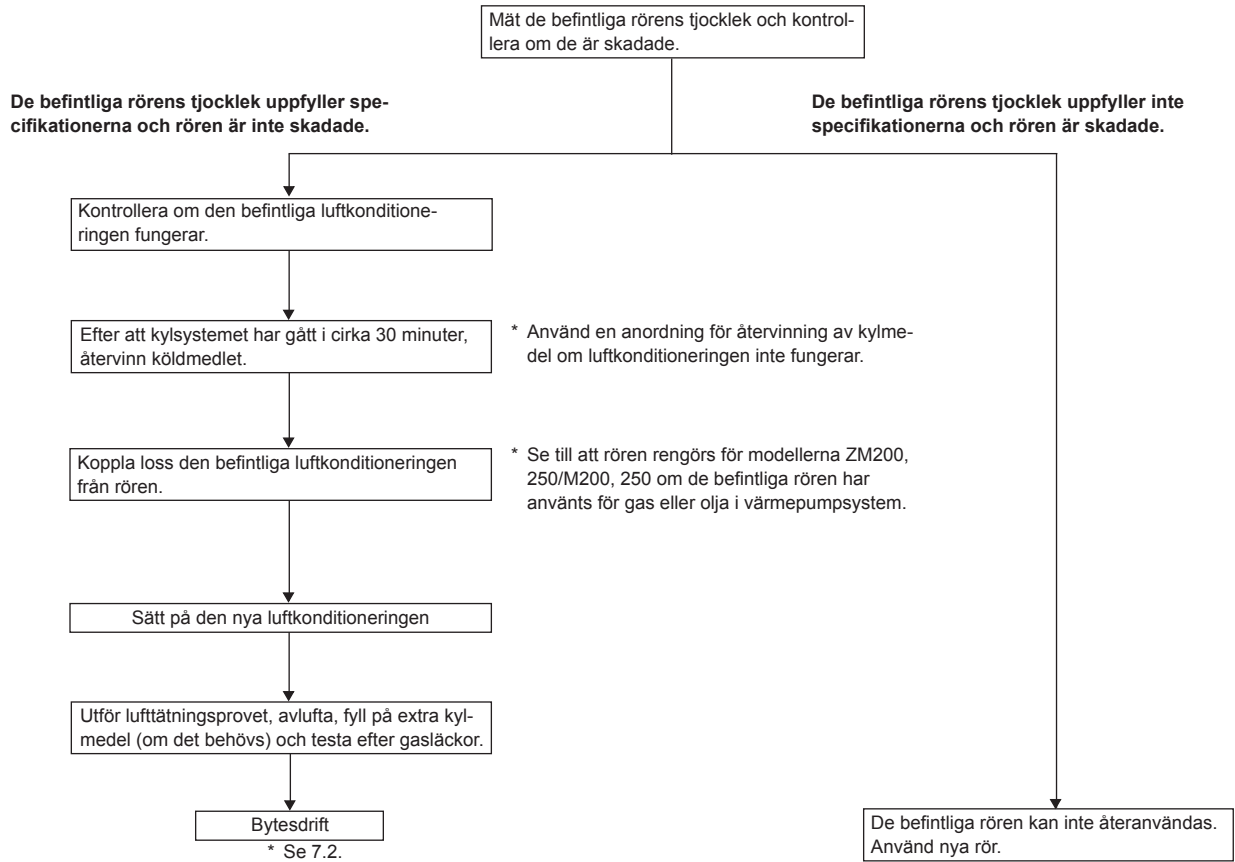 Mät de befintliga rörens tjocklek och kontrol-
lera om de är skadade.
De befintliga rörens tjocklek uppfyller spe-
cifikationerna och rören är inte skadade.
De befintliga rörens tjocklek uppfyller inte
specifikationerna och rören är skadade.
Kontrollera om den befintliga luftkonditione-
ringen fungerar.
Efter att kylsystemet har gått i cirka 30 minuter,
återvinn köldmedlet.
* Använd en anordning för återvinning av kylme-
del om luftkonditioneringen inte fungerar.
Koppla loss den befintliga luftkonditioneringen
från rören.
* Se till att rören rengörs för modellerna ZM200,
250/M200, 250 om de befintliga rören har
använts för gas eller olja i värmepumpsystem.
Sätt på den nya luftkonditioneringen
Utför lufttätningsprovet, avlufta, fyll på extra kyl-
medel (om det behövs) och testa efter gasläckor.
Bytesdrift
* Se 7.2.
De befintliga rören kan inte återanvändas.
Använd nya rör.